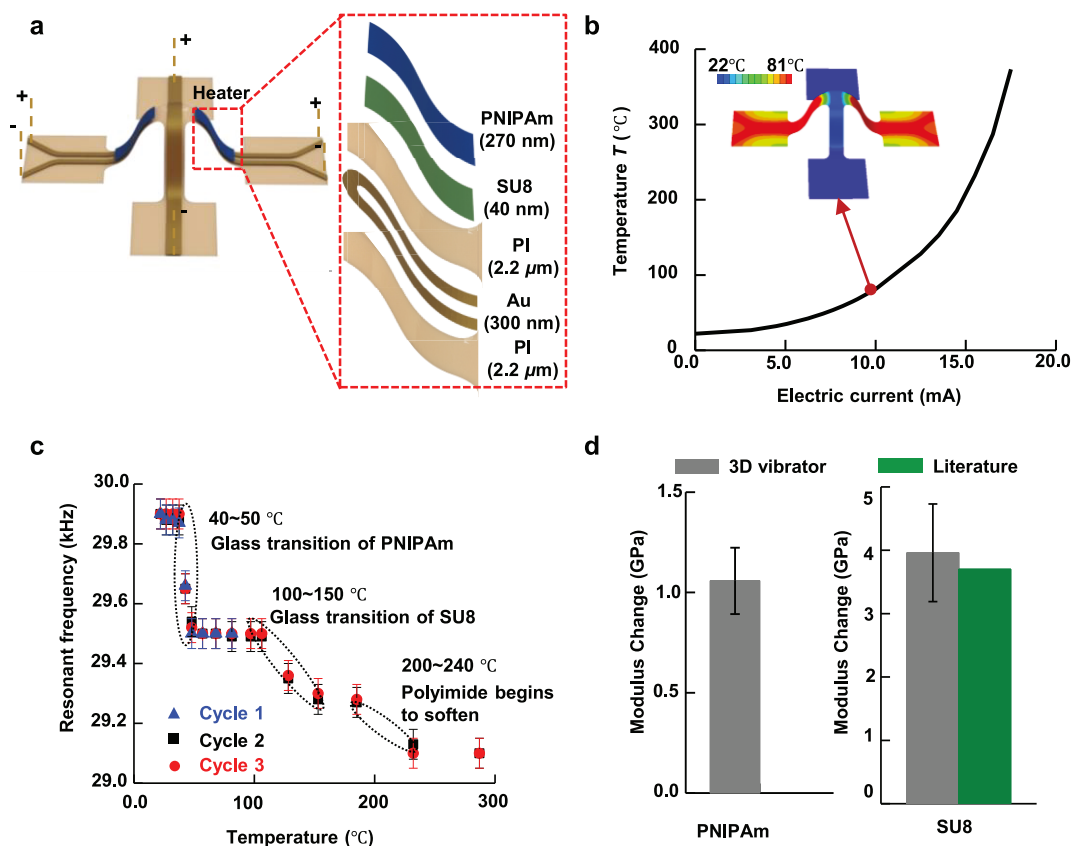 a
+
Heater
+
-
+
-
-
PNIPAm
(270 nm)
SU8
(40 nm)
PI
(2.2 μm)
Au
(300 nm)
PI
(2.2 μm)
b
400
300
200
100
0
Temperature T (℃)
22℃ 81℃
0.0 5.0 10.0 15.0 20.0
Electric current (mA)
c
30.0
29.8
29.6
29.4
29.2
29.0
Resonant frequency (kHz)
40~50 ℃
Glass transition of PNIPAm
100~150 ℃
Glass transition of SU8
200~240 ℃
Polyimide begins
to soften
Cycle 1
Cycle 2
Cycle 3
0.0 100 200 300
Temperature (℃)
d
3D vibrator Literature
1.5
1.0
0.5
0.0
Modulus Change (GPa)
PNIPAm
5
4
3
2
1
0
Modulus Change (GPa)
SU8